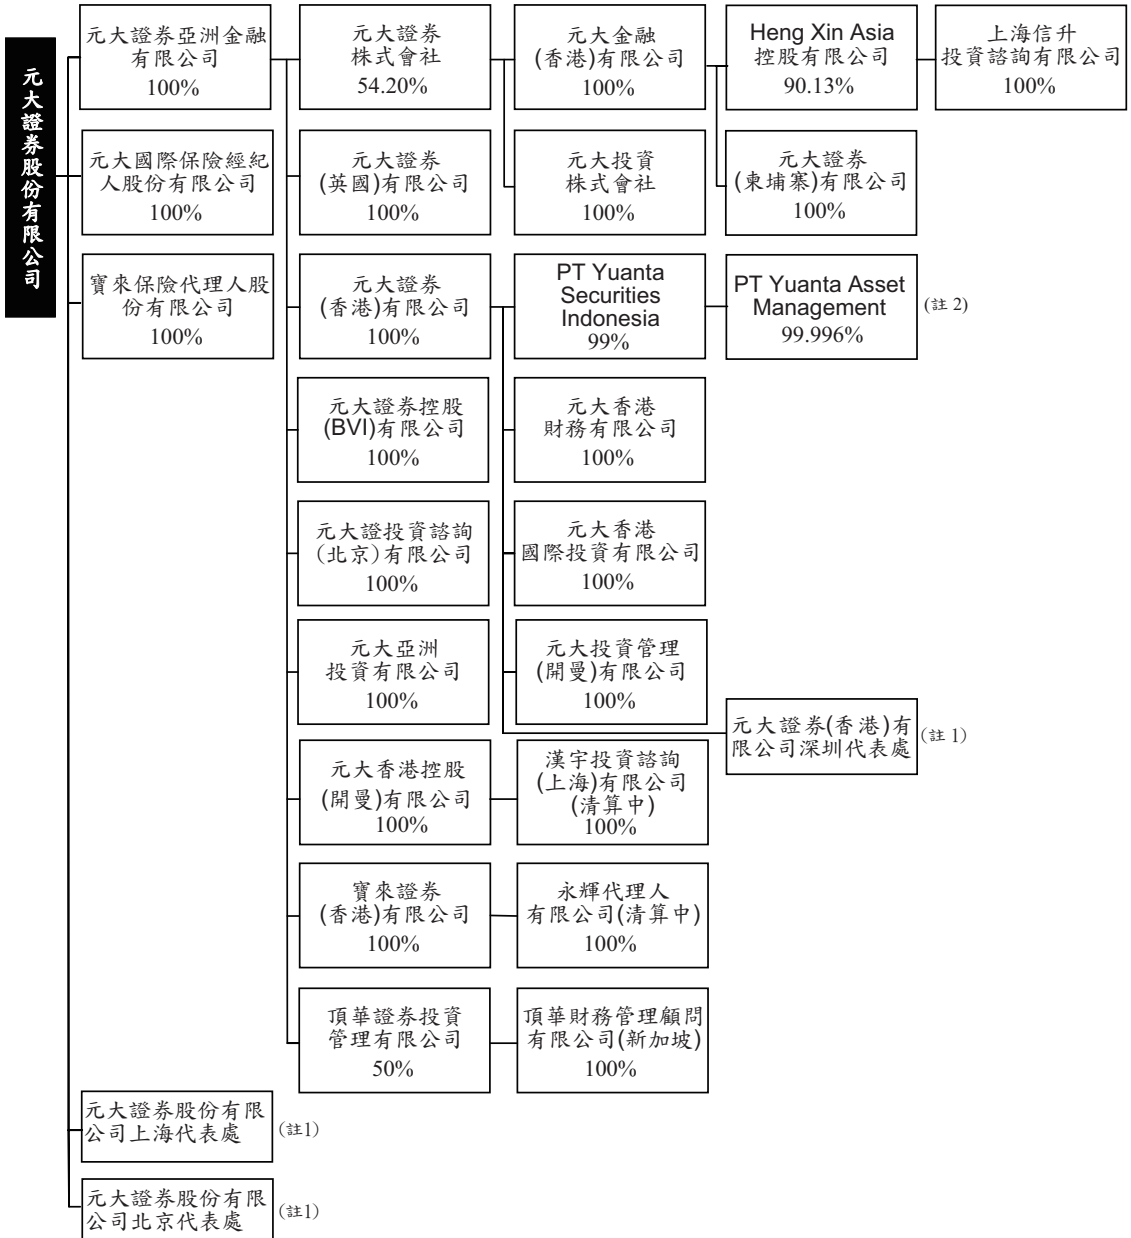 元大證券股份有限公司
元大證券亞洲金融
有限公司
100%
元大證券
株式會社
54.20%
元大金融
(香港)有限公司
100%
Heng Xin Asia
控股有限公司
90.13%
上海信升
投資諮詢有限公司
100%
元大國際保險經紀
人股份有限公司
100%
元大證券
(英國)有限公司
100%
元大投資
株式會社
100%
元大證券
(柬埔寨)有限公司
100%
寶來保險代理人股
份有限公司
100%
元大證券
(香港)有限公司
100%
PT Yuanta
Securities
Indonesia
99%
PT Yuanta Asset
Management
99.996%
(註 2)
元大證券控股
(BVI)有限公司
100%
元大香港
財務有限公司
100%
元大證投資諮詢
(北京)有限公司
100%
元大香港
國際投資有限公司
100%
元大亞洲
投資有限公司
100%
元大投資管理
(開曼)有限公司
100%
元大證券(香港)有
限公司深圳代表處
(註 1)
元大香港控股
(開曼)有限公司
100%
漢宇投資諮詢
(上海)有限公司
(清算中)
100%
寶來證券
(香港)有限公司
100%
永輝代理人
有限公司(清算中)
100%
頂華證券投資
管理有限公司
50%
頂華財務管理顧問
有限公司(新加坡)
100%
元大證券股份有限
公司上海代表處
(註1)
元大證券股份有限
公司北京代表處
(註1)